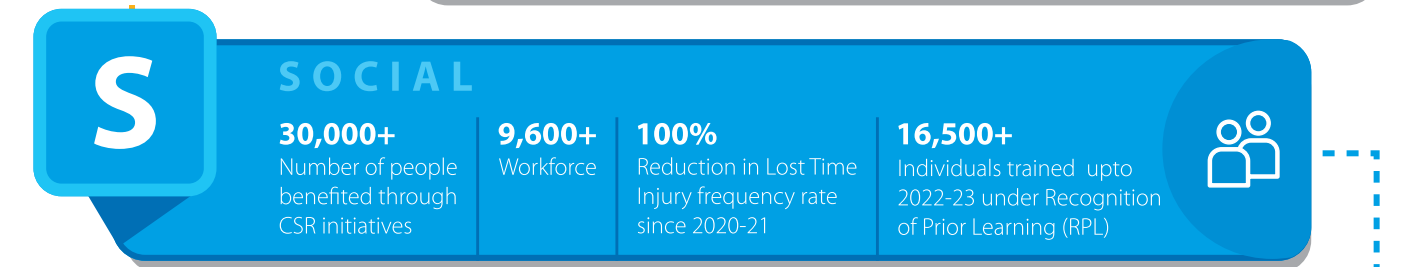 S
SOCIAL
30,000+
Number of people
benefited through
CSR initiatives
9,600+
Workforce
100%
Reduction in Lost Time
Injury frequency rate
since 2020-21
16,500+
Individuals trained upto
2022-23 under Recognition
of Prior Learning (RPL)